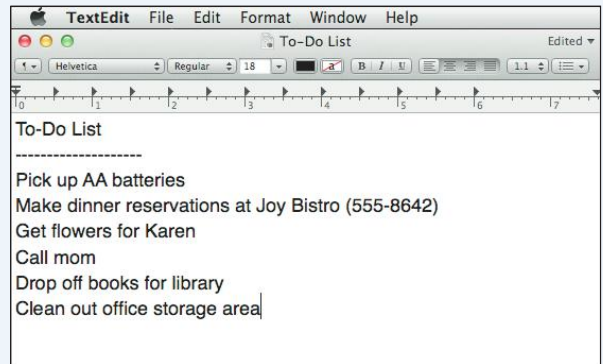 TextEdit File Edit Format Window Help
To-Do List Edited
Helvetica Regular 18 a B I U 1.1
0 1 2 3 4 5 6 7
To-Do List
--------------------
Pick up AA batteries
Make dinner reservations at Joy Bistro (555-8642)
Get flowers for Karen
Call mom
Drop off books for library
Clean out office storage area